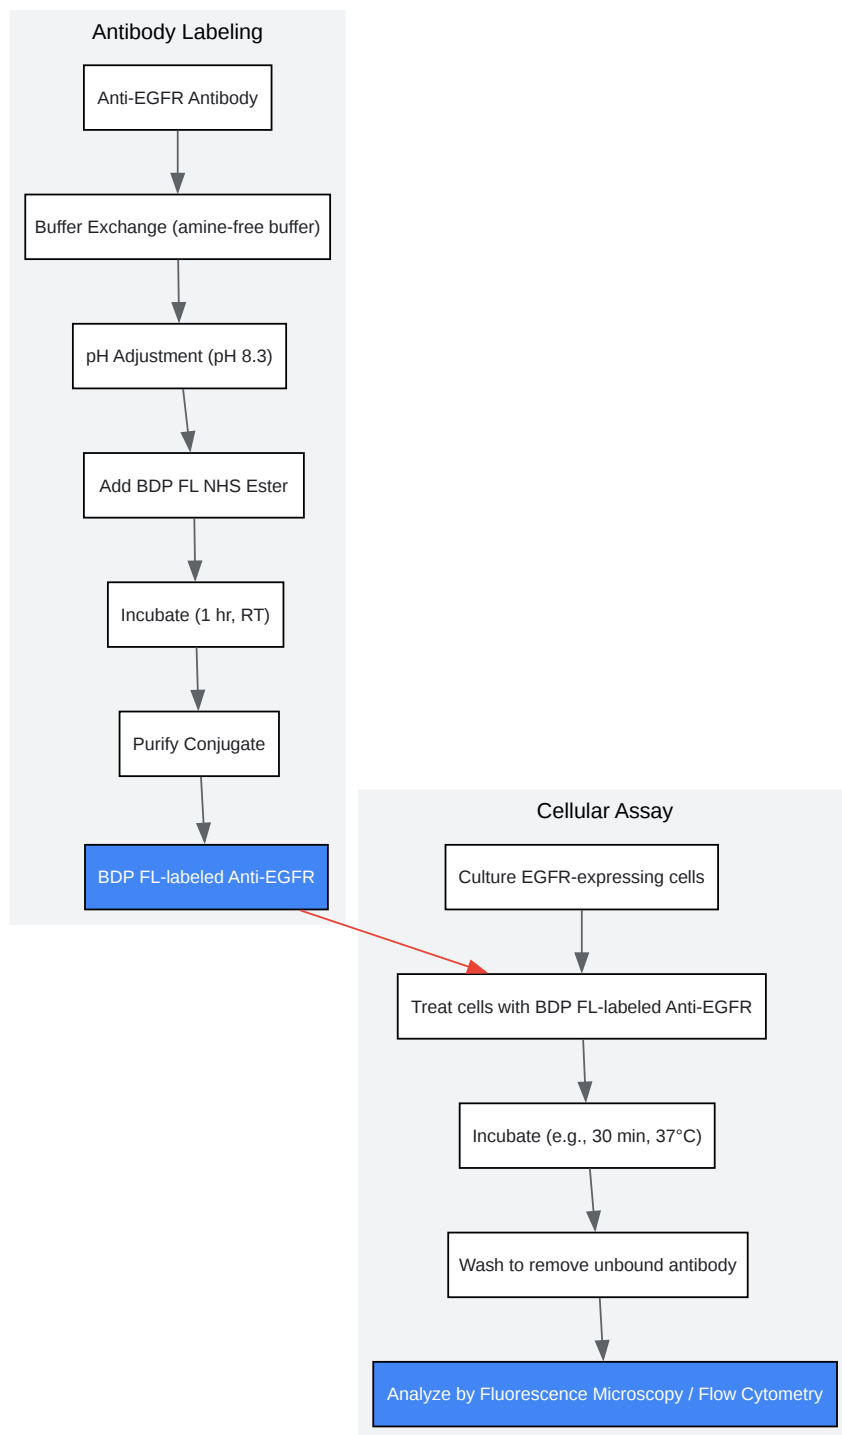 Antibody Labeling
Anti-EGFR Antibody
Buffer Exchange (amine-free buffer)
pH Adjustment (pH 8.3)
Add BDP FL NHS Ester
Incubate (1 hr, RT)
Purify Conjugate
BDP FL-labeled Anti-EGFR
Cellular Assay
Culture EGFR-expressing cells
Treat cells with BDP FL-labeled Anti-EGFR
Incubate (e.g., 30 min, 37°C)
Wash to remove unbound antibody
Analyze by Fluorescence Microscopy / Flow Cytometry